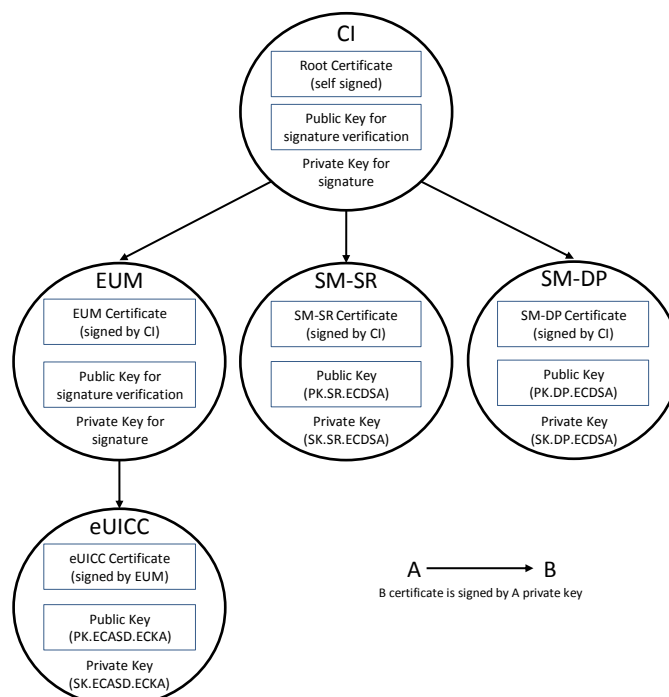 CI
Root Certificate
(self signed)
Public Key for
signature verification
Private Key for
signature
EUM
EUM Certificate
(signed by CI)
Public Key for
signature verification
Private Key for
signature
SM-SR
SM-SR Certificate
(signed by CI)
Public Key
(PK.SR.ECDSA)
Private Key
(SK.SR.ECDSA)
SM-DP
SM-DP Certificate
(signed by CI)
Public Key
(PK.DP.ECDSA)
Private Key
(SK.DP.ECDSA)
eUICC
eUICC Certificate
(signed by EUM)
Public Key
(PK.ECASD.ECKA)
Private Key
(SK.ECASD.ECKA)
A B
B certificate is signed by A private key